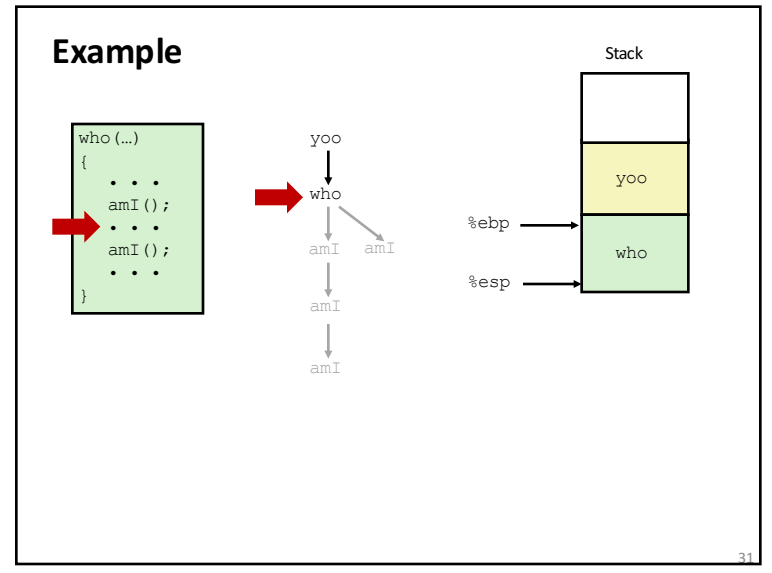 Example
Stack
who(…)
{
• • •
amI();
• • •
amI();
• • •
}
yoo
who
amI amI
amI
amI
%ebp
%esp
yoo
who
31